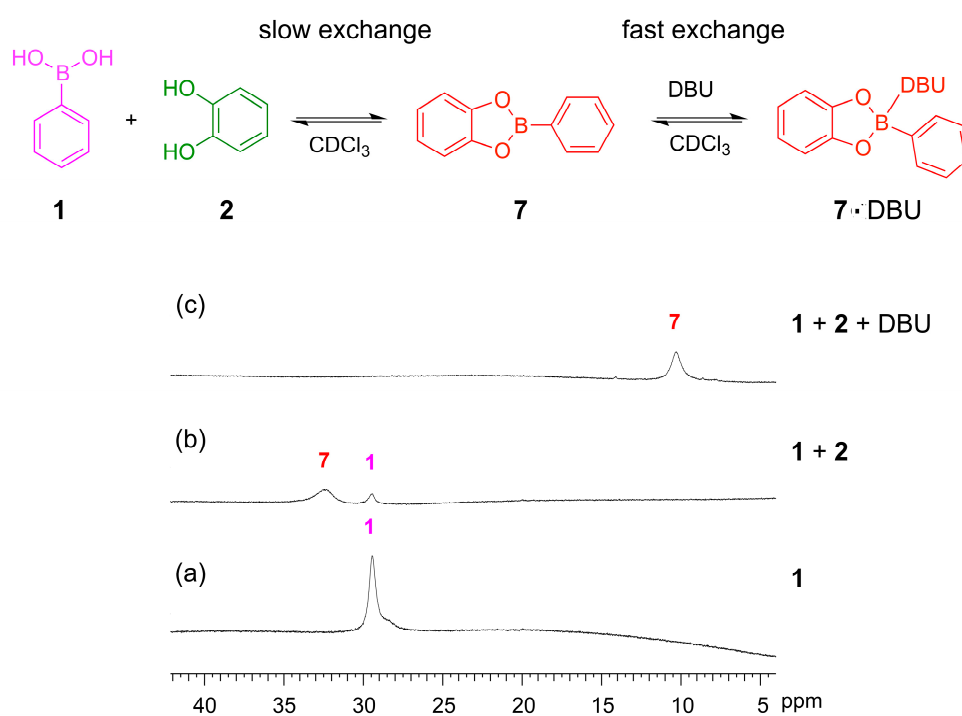 slow exchange fast exchange
HO OH
B
HO
HO
+
CDCl3
O
B
O
DBU
CDCl3
DBU
O
B
O
1 2 7 7 · DBU
(c) 7 1 + 2 + DBU
(b) 7 1 1 + 2
(a) 1 1
40 35 30 25 20 15 10 5 ppm